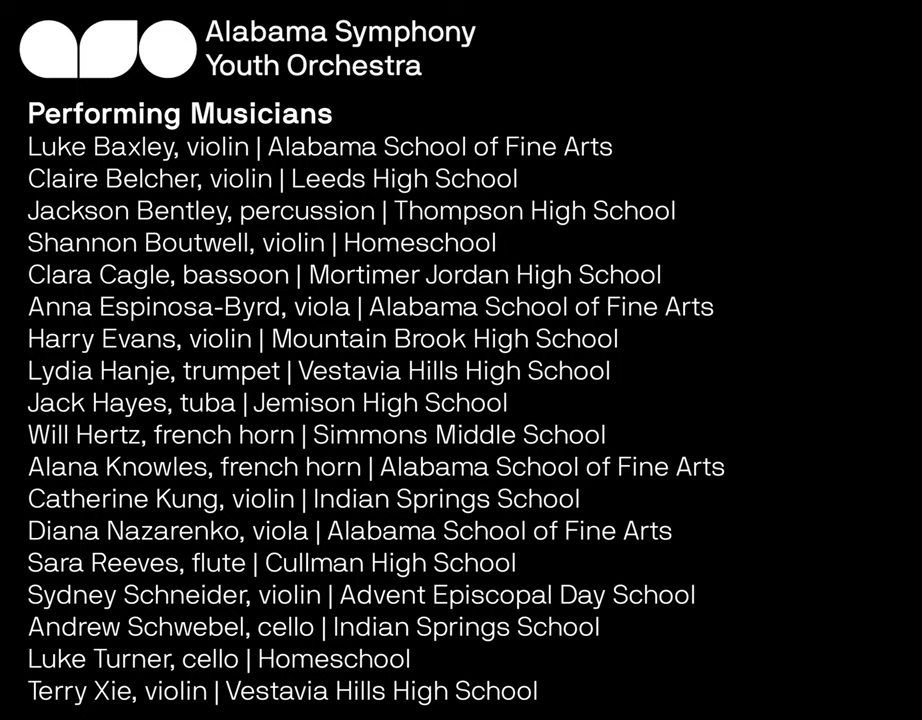 Alabama Symphony
Youth Orchestra
Performing Musicians
Luke Baxley, violin | Alabama School of Fine Arts
Claire Belcher, violin | Leeds High School
Jackson Bentley, percussion | Thompson High School
Shannon Boutwell, violin | Homeschool
Clara Cagle, bassoon | Mortimer Jordan High School
Anna Espinosa-Byrd, viola | Alabama School of Fine Arts
Harry Evans, violin | Mountain Brook High School
Lydia Hanje, trumpet | Vestavia Hills High School
Jack Hayes, tuba | Jemison High School
Will Hertz, french horn | Simmons Middle School
Alana Knowles, french horn | Alabama School of Fine Arts
Catherine Kung, violin | Indian Springs School
Diana Nazarenko, viola | Alabama School of Fine Arts
Sara Reeves, flute | Cullman High School
Sydney Schneider, violin | Advent Episcopal Day School
Andrew Schwebel, cello | Indian Springs School
Luke Turner, cello | Homeschool
Terry Xie, violin | Vestavia Hills High School